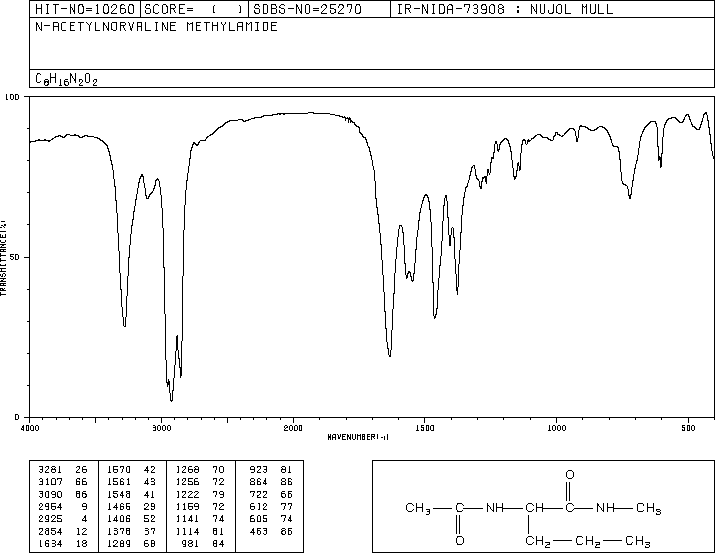 HIT-NO=10260 SCORE= ( ) SDBS-NO=25270 IR-NIDA-73908 : NUJOL MULL
N-ACETYLNORVALINE METHYLAMIDE
C8H16N2O2
100
50
0
TRANSMITTANCE(%)
4000 3000 2000 1500 1000 500
WAVENUMBER(-1)
3281 26 1570 42 1268 70 923 81
3107 66 1561 43 1256 72 864 86
3090 66 1548 41 1222 79 722 66
2954 9 1466 29 1159 72 612 77
2925 4 1406 52 1141 74 605 74
2854 12 1378 37 1114 81 463 86
1634 18 1289 68 981 84
O
CH3 C NH CH C NH CH3
O CH2 CH2 CH3